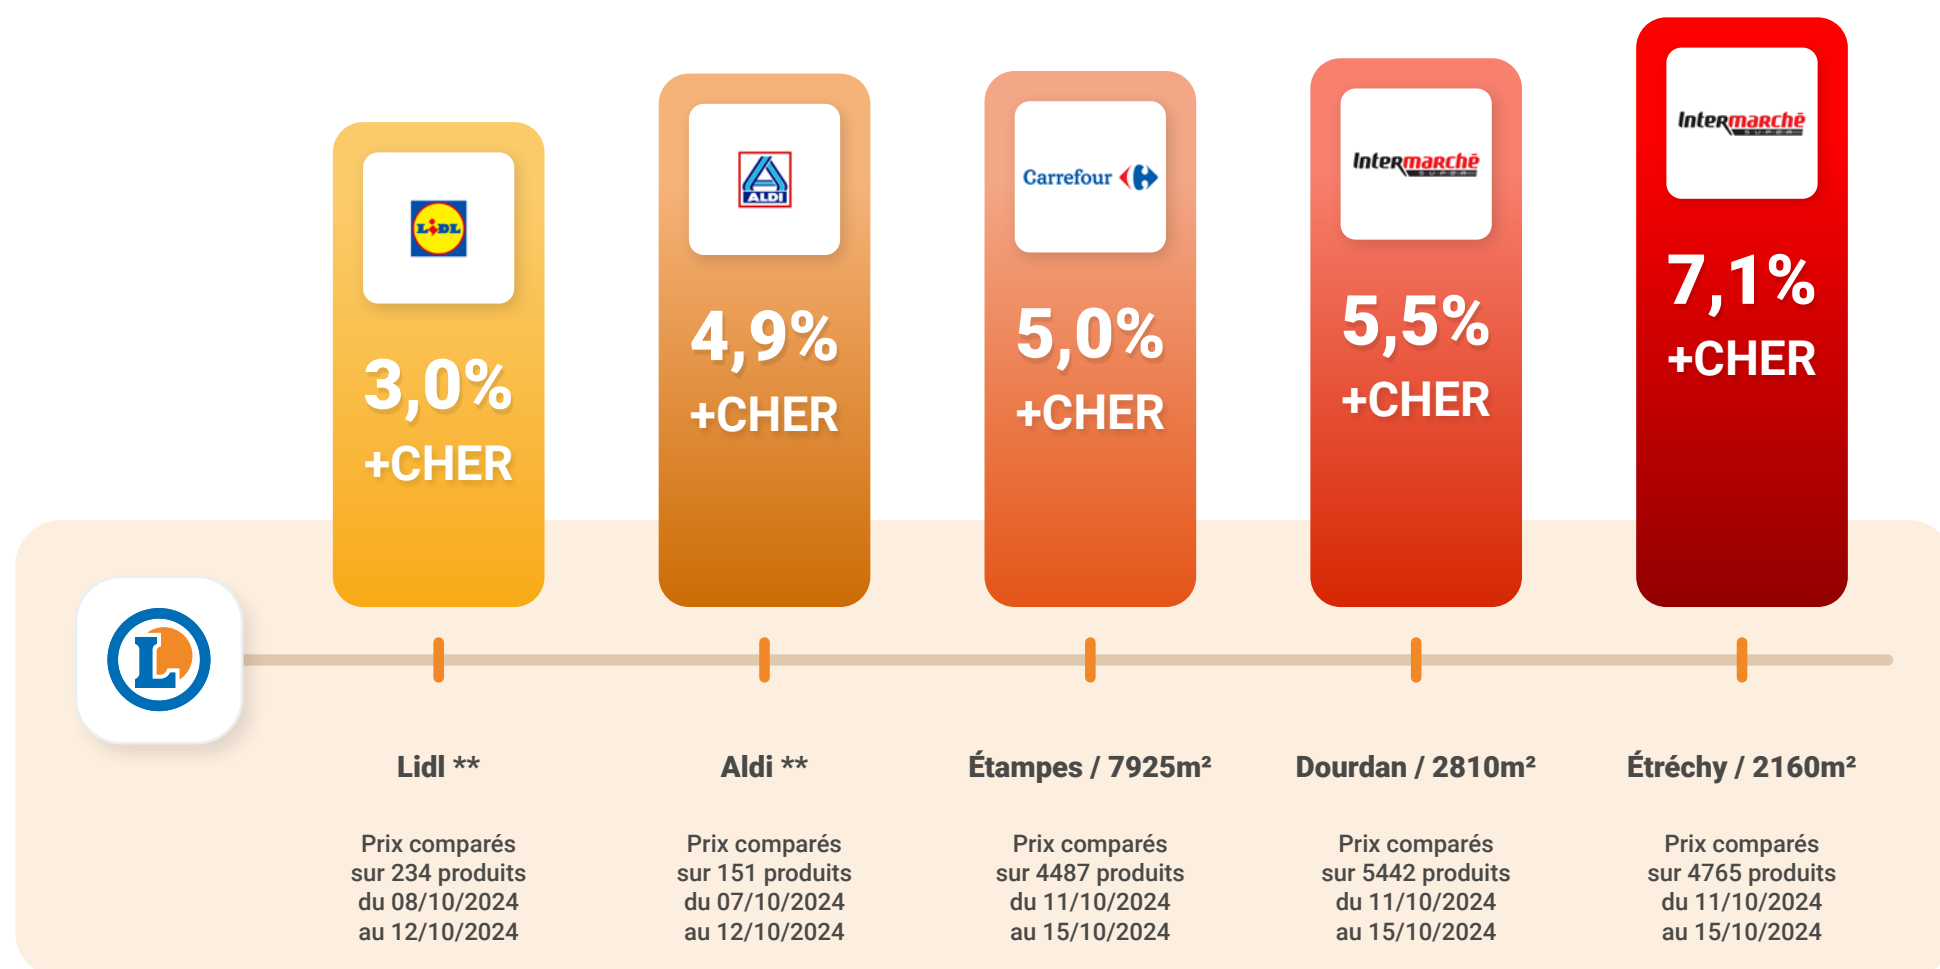 LIDL
3,0%
+CHER
ALDI
4,9%
+CHER
Carrefour
5,0%
+CHER
Intermarchē
SUPER
5,5%
+CHER
Intermarchē
SUPER
7,1%
+CHER
L
Lidl **
Prix comparés
sur 234 produits
du 08/10/2024
au 12/10/2024
Aldi **
Prix comparés
sur 151 produits
du 07/10/2024
au 12/10/2024
Étampes / 7925m²
Prix comparés
sur 4487 produits
du 11/10/2024
au 15/10/2024
Dourdan / 2810m²
Prix comparés
sur 5442 produits
du 11/10/2024
au 15/10/2024
Étréchy / 2160m²
Prix comparés
sur 4765 produits
du 11/10/2024
au 15/10/2024